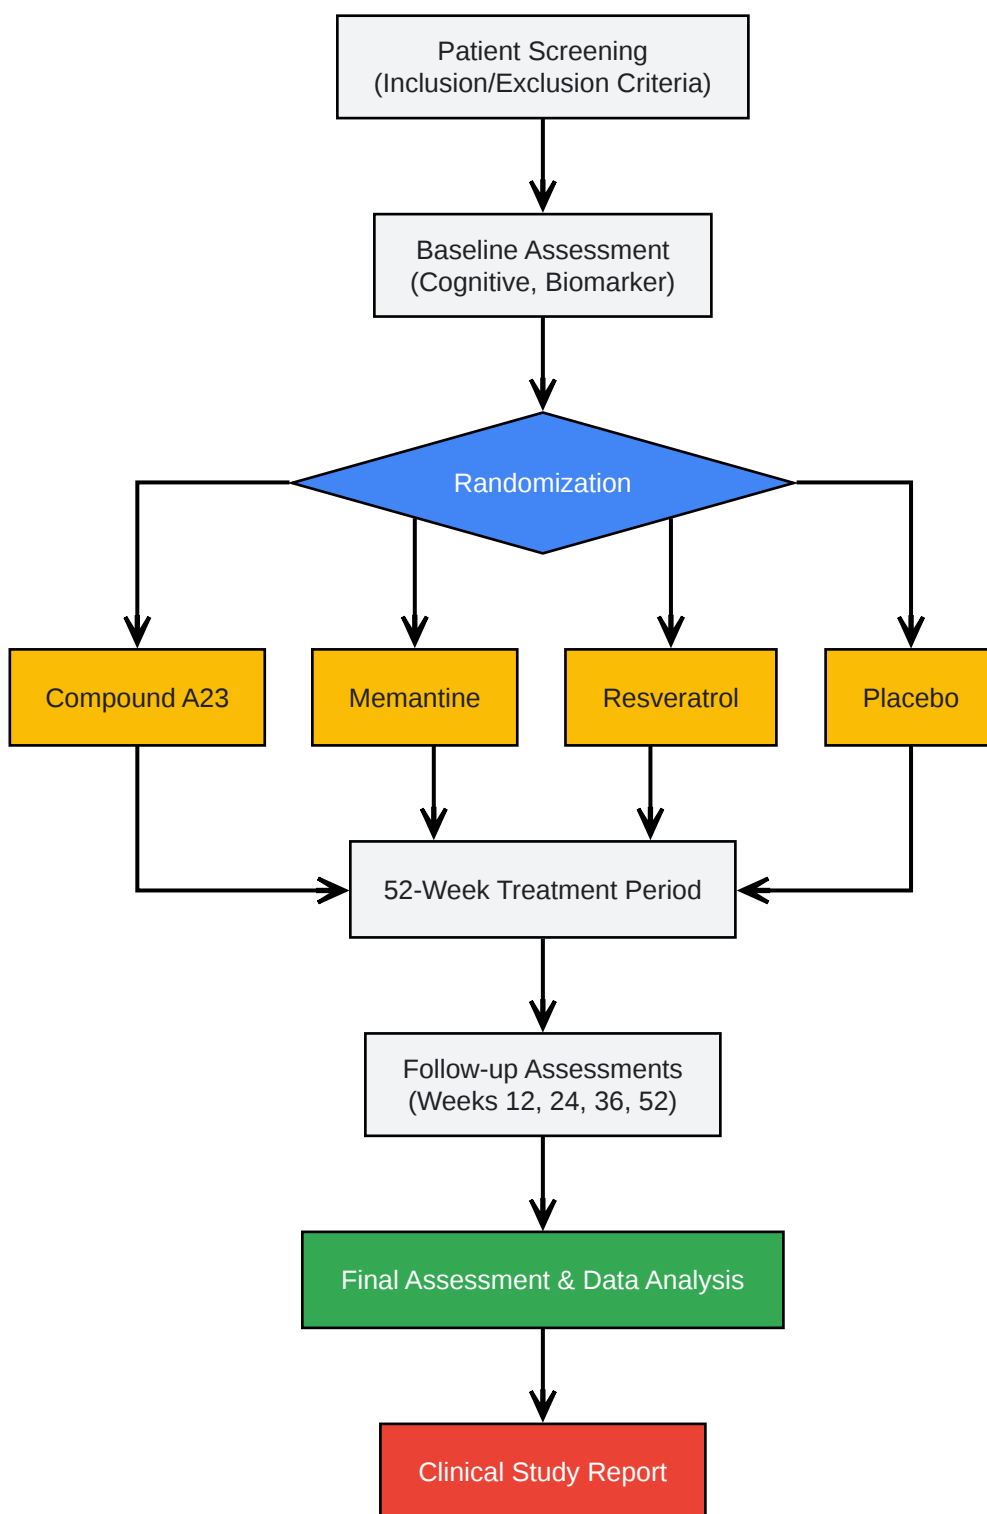 Patient Screening
(Inclusion/Exclusion Criteria)
Baseline Assessment
(Cognitive, Biomarker)
Randomization
Compound A23
Memantine
Resveratrol
Placebo
52-Week Treatment Period
Follow-up Assessments
(Weeks 12, 24, 36, 52)
Final Assessment & Data Analysis
Clinical Study Report